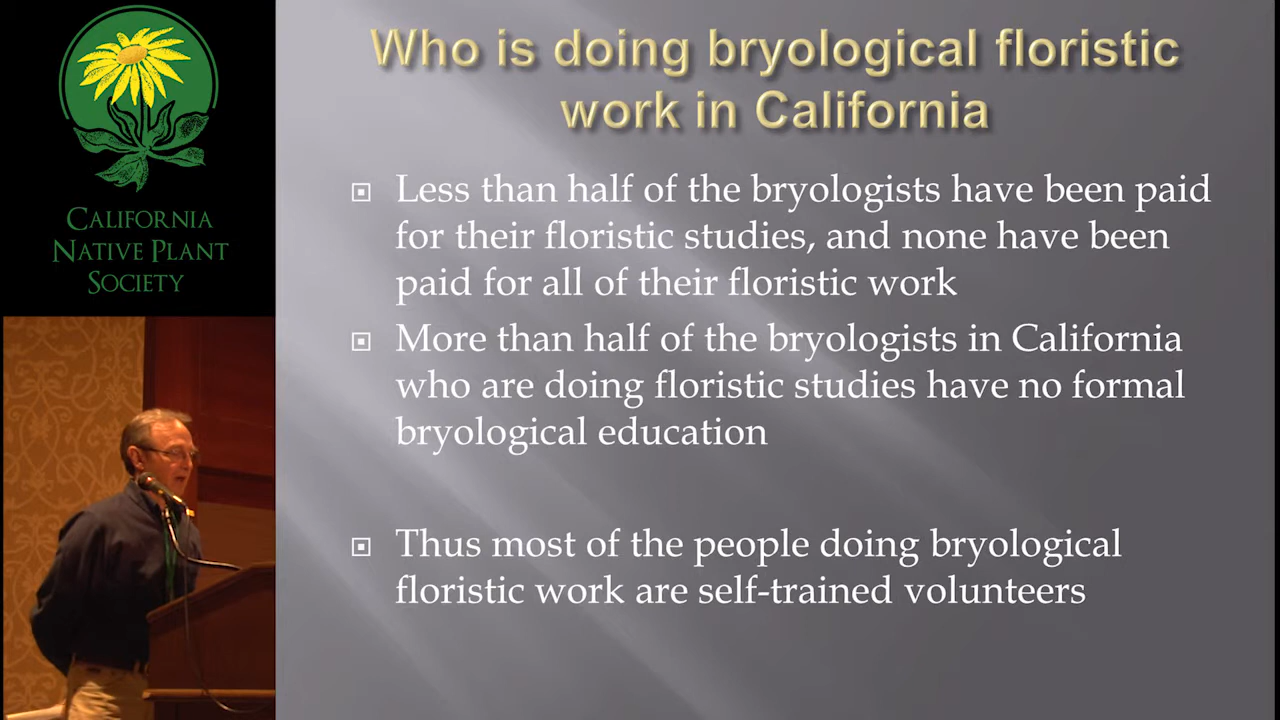 CALIFORNIA
NATIVE PLANT
SOCIETY
Who is doing bryological floristic
work in California
Less than half of the bryologists have been paid
for their floristic studies, and none have been
paid for all of their floristic work
More than half of the bryologists in California
who are doing floristic studies have no formal
bryological education
Thus most of the people doing bryological
floristic work are self-trained volunteers